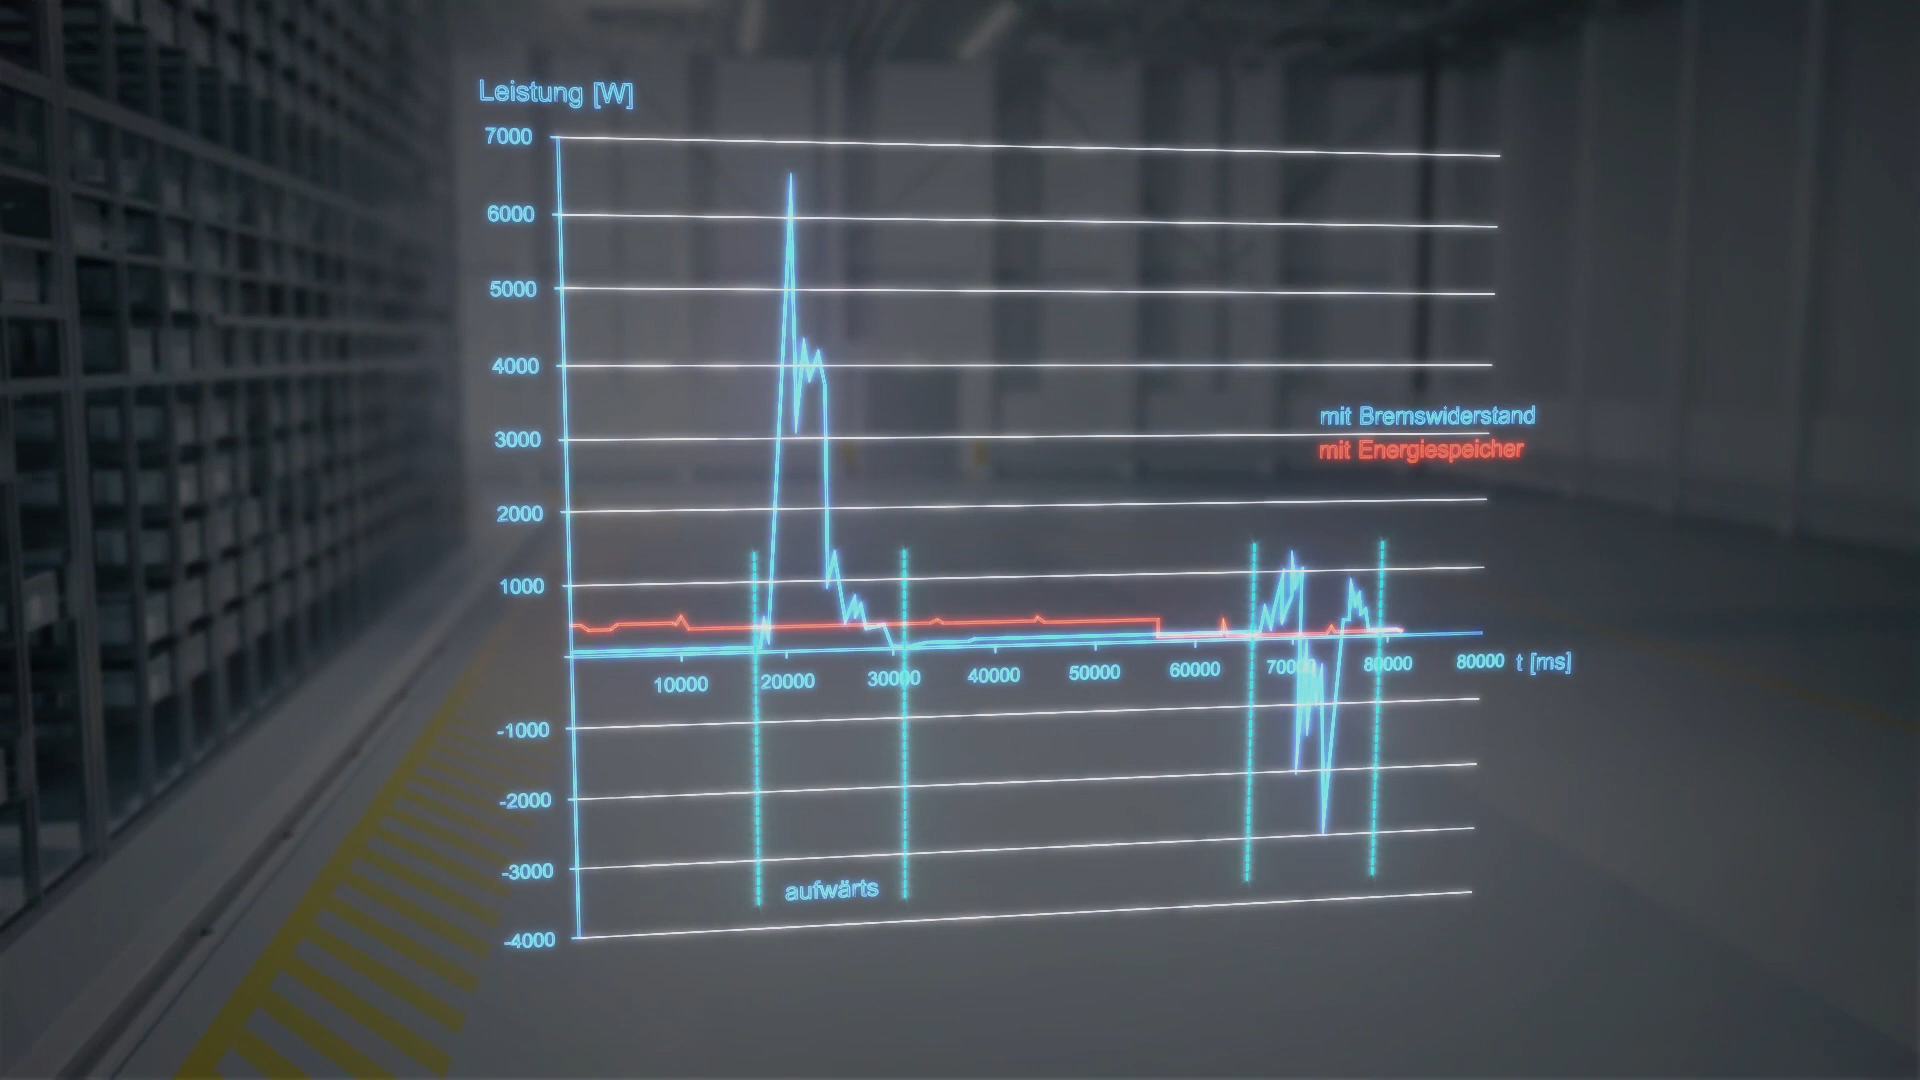 Leistung [W]
7000
6000
5000
4000
mit Bremswiderstand
3000
mit Energiespeicher
2000
1000
10000 20000 30000 40000 50000 60000 70000 80000 80000 t [ms]
-1000
-2000
-3000
aufwärts
-4000